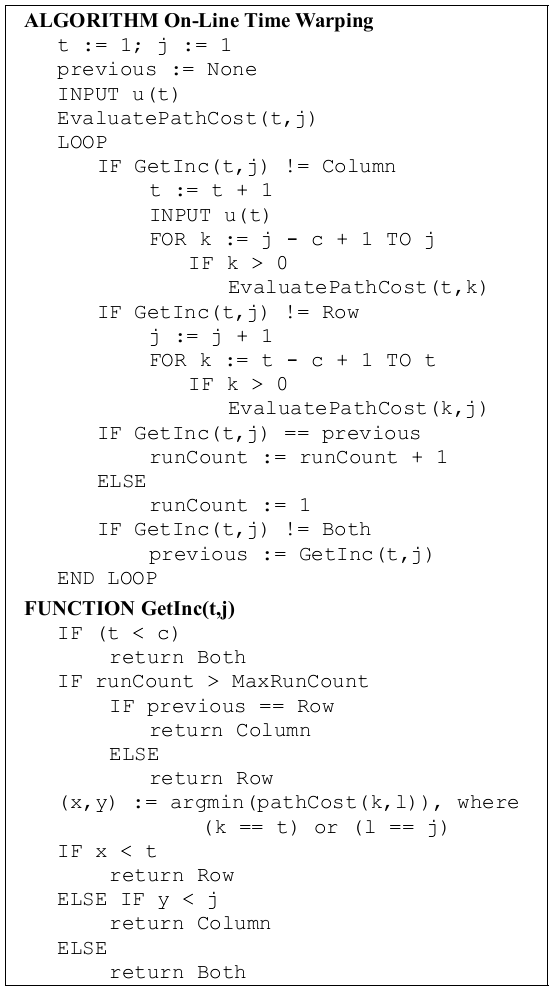 ALGORITHM On-Line Time Warping
t := 1; j := 1
previous := None
INPUT u(t)
EvaluatePathCost(t,j)
LOOP
IF GetInc(t,j) != Column
t := t + 1
INPUT u(t)
FOR k := j - c + 1 TO j
IF k > 0
EvaluatePathCost(t,k)
IF GetInc(t,j) != Row
j := j + 1
FOR k := t - c + 1 TO t
IF k > 0
EvaluatePathCost(k,j)
IF GetInc(t,j) == previous
runCount := runCount + 1
ELSE
runCount := 1
IF GetInc(t,j) != Both
previous := GetInc(t,j)
END LOOP
FUNCTION GetInc(t,j)
IF (t < c)
return Both
IF runCount > MaxRunCount
IF previous == Row
return Column
ELSE
return Row
(x,y) := argmin(pathCost(k,l)), where
(k == t) or (l == j)
IF x < t
return Row
ELSE IF y < j
return Column
ELSE
return Both